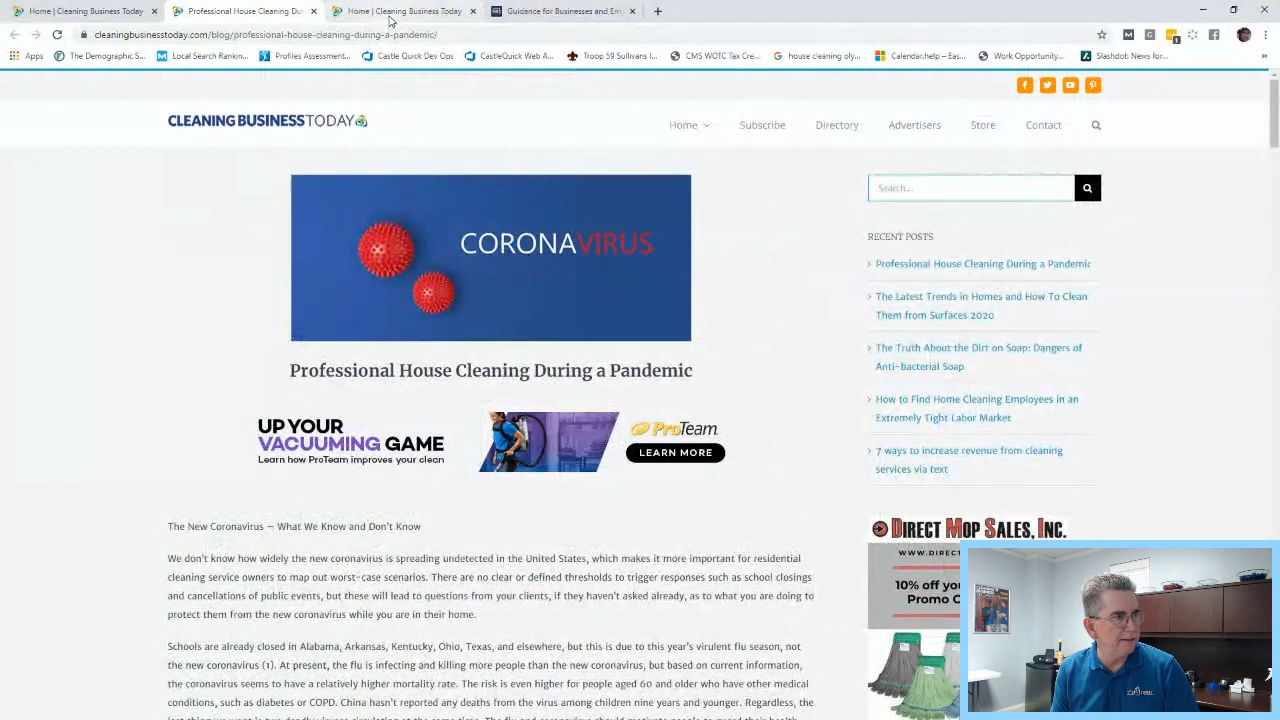 Home | Cleaning Business Today
Professional House Cleaning Dur
Home | Cleaning Business Today
Guidance for Businesses and Em
cleaningbusinesstoday.com/blog/professional-house-cleaning-during-a-pandemic/
Apps
The Demographic S...
Local Search Rankin...
Profiles Assessment...
Castle Quick Dev Ops
CastleQuick Web A...
Troop 59 Sullivans I...
CMS WOTC Tax Cre...
house cleaning oly...
Calendar.help – Eas...
Work Opportunity...
Slashdot: News for...
CLEANING BUSINESS TODAY
Home
Subscribe
Directory
Advertisers
Store
Contact
CORONAVIRUS
Professional House Cleaning During a Pandemic
UP YOUR
VACUUMING GAME
Learn how ProTeam improves your clean
ProTeam.
LEARN MORE
The New Coronavirus – What We Know and Don't Know
We don't know how widely the new coronavirus is spreading undetected in the United States, which makes it more important for residential
cleaning service owners to map out worst-case scenarios. There are no clear or defined thresholds to trigger responses such as school closings
and cancellations of public events, but these will lead to questions from your clients, if they haven't asked already, as to what you are doing to
protect them from the new coronavirus while you are in their home.
Schools are already closed in Alabama, Arkansas, Kentucky, Ohio, Texas, and elsewhere, but this is due to this year's virulent flu season, not
the new coronavirus (1). At present, the flu is infecting and killing more people than the new coronavirus, but based on current information,
the coronavirus seems to have a relatively higher mortality rate. The risk is even higher for people aged 60 and older who have other medical
conditions, such as diabetes or COPD. China hasn't reported any deaths from the virus among children nine years and younger. Regardless, the
Search...
RECENT POSTS
Professional House Cleaning During a Pandemic
The Latest Trends in Homes and How To Clean
Them from Surfaces 2020
The Truth About the Dirt on Soap: Dangers of
Anti-bacterial Soap
How to Find Home Cleaning Employees in an
Extremely Tight Labor Market
7 ways to increase revenue from cleaning
services via text
DIRECT MOP SALES, INC.
WWW.DIRECT
10% off yo
Promo C